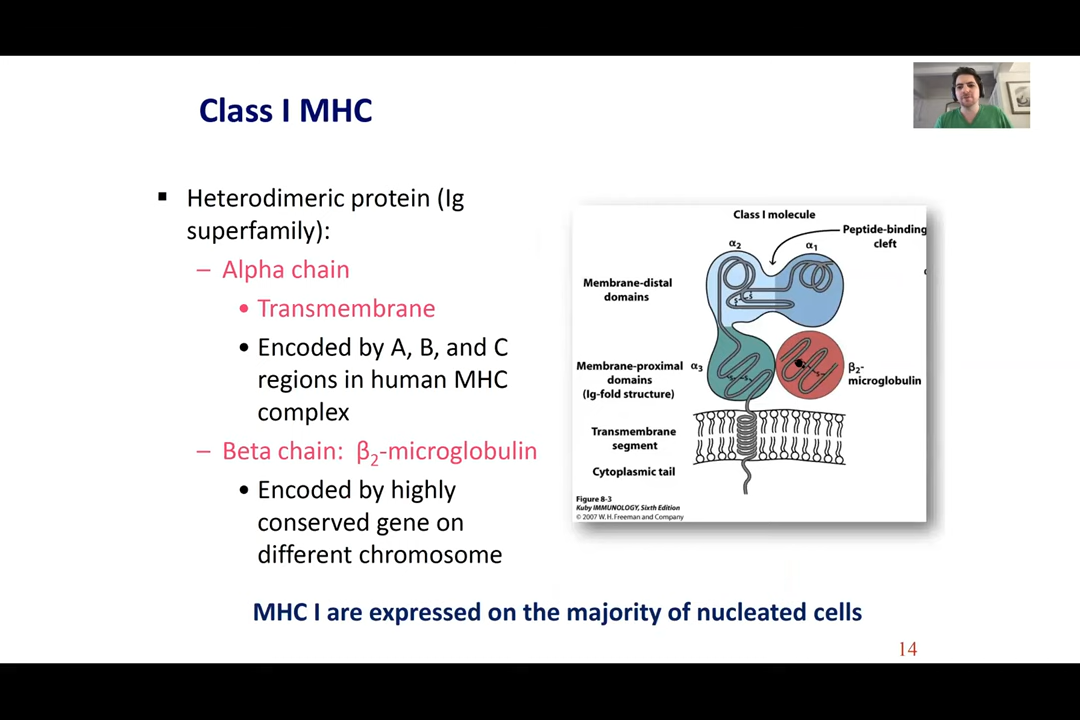 Class I MHC
▪ Heterodimeric protein (Ig
superfamily):
– Alpha chain
• Transmembrane
• Encoded by A, B, and C
regions in human MHC
complex
– Beta chain: β2-microglobulin
• Encoded by highly
conserved gene on
different chromosome
Class I molecule
Peptide-binding
cleft
α2
α1
Membrane-distal
domains
Membrane-proximal
domains
(Ig-fold structure)
α3
β2-
microglobulin
Transmembrane
segment
Cytoplasmic tail
Figure 8-3
Kuby IMMUNOLOGY, Sixth Edition
© 2007 W.H. Freeman and Company
MHC I are expressed on the majority of nucleated cells
14